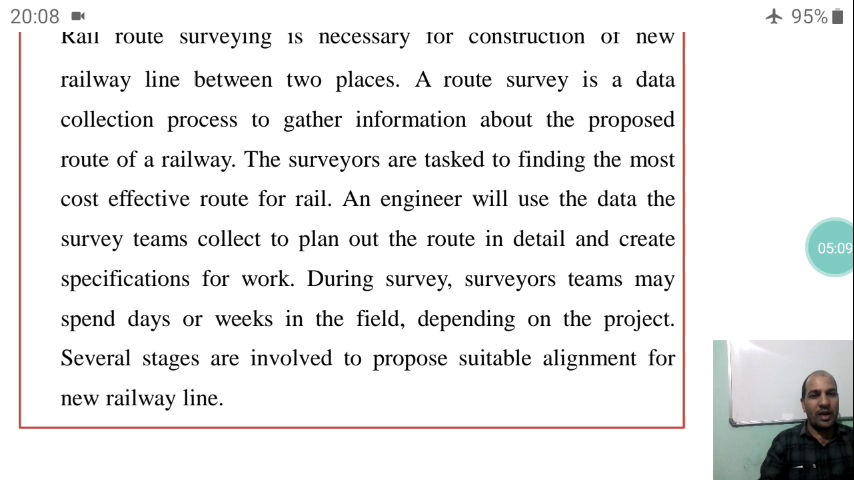 20:08
95%
Rail route surveying is necessary for construction of new
railway line between two places. A route survey is a data
collection process to gather information about the proposed
route of a railway. The surveyors are tasked to finding the most
cost effective route for rail. An engineer will use the data the
survey teams collect to plan out the route in detail and create
specifications for work. During survey, surveyors teams may
spend days or weeks in the field, depending on the project.
Several stages are involved to propose suitable alignment for
new railway line.
05:09